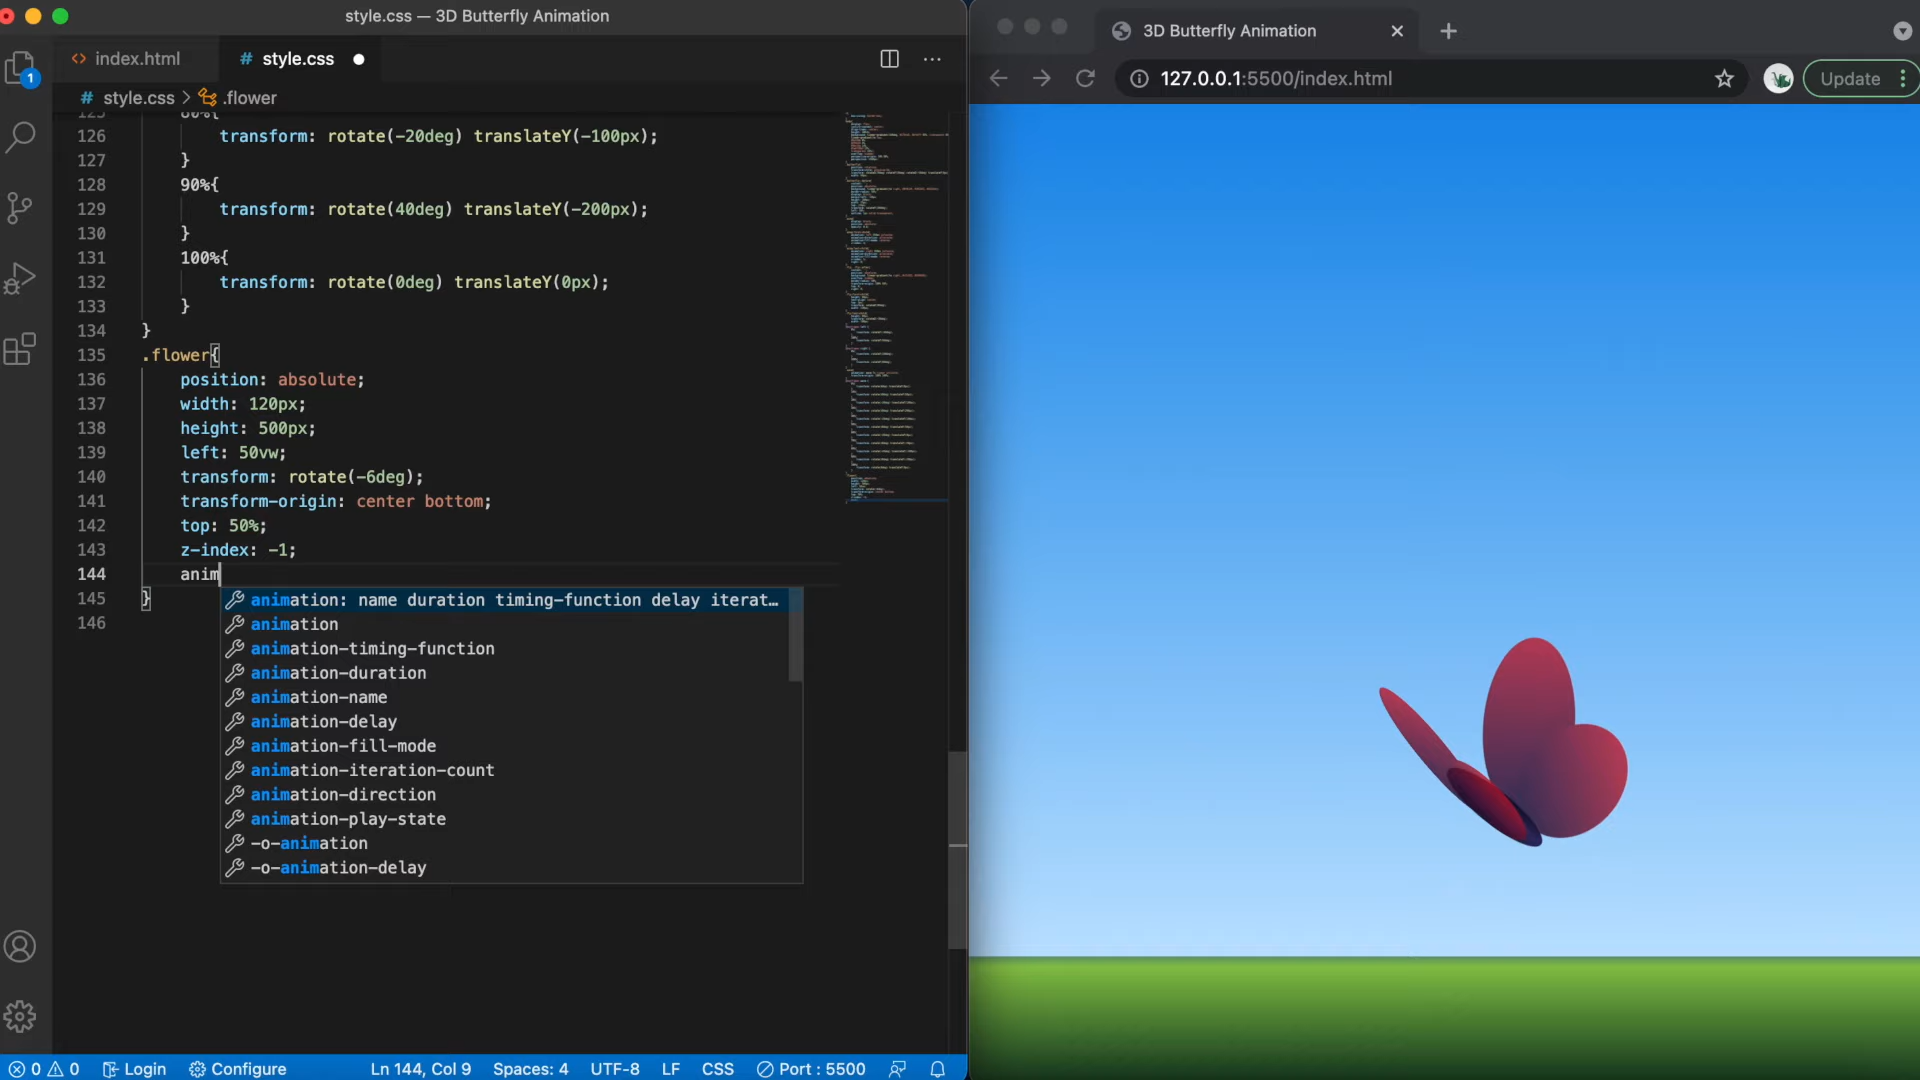 style.css — 3D Butterfly Animation
index.html
style.css
style.css > .flower
1
125 80%{
126 transform: rotate(-20deg) translateY(-100px);
127 }
128 90%{
129 transform: rotate(40deg) translateY(-200px);
130 }
131 100%{
132 transform: rotate(0deg) translateY(0px);
133 }
134 }
135 .flower{
136 position: absolute;
137 width: 120px;
138 height: 500px;
139 left: 50vw;
140 transform: rotate(-6deg);
141 transform-origin: center bottom;
142 top: 50%;
143 z-index: -1;
144 anim
145 }
146
animation: name duration timing-function delay iterat…
animation
animation-timing-function
animation-duration
animation-name
animation-delay
animation-fill-mode
animation-iteration-count
animation-direction
animation-play-state
-o-animation
-o-animation-delay
0 0 Login Configure Ln 144, Col 9 Spaces: 4 UTF-8 LF CSS Port : 5500
3D Butterfly Animation
127.0.0.1:5500/index.html
Update